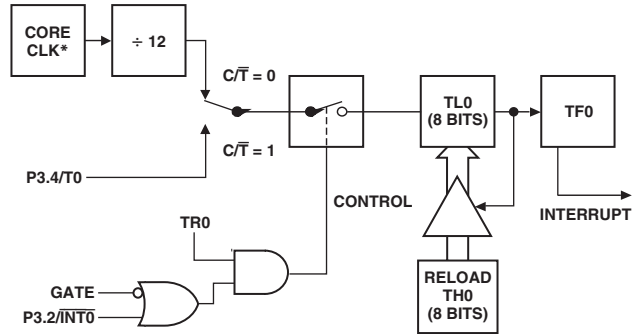 CORE
CLK*
÷ 12
C/T̅ = 0
C/T̅ = 1
P3.4/T0
TL0
(8 BITS)
TF0
CONTROL
INTERRUPT
TR0
GATE
P3.2/I̅N̅T̅0̅
RELOAD
TH0
(8 BITS)